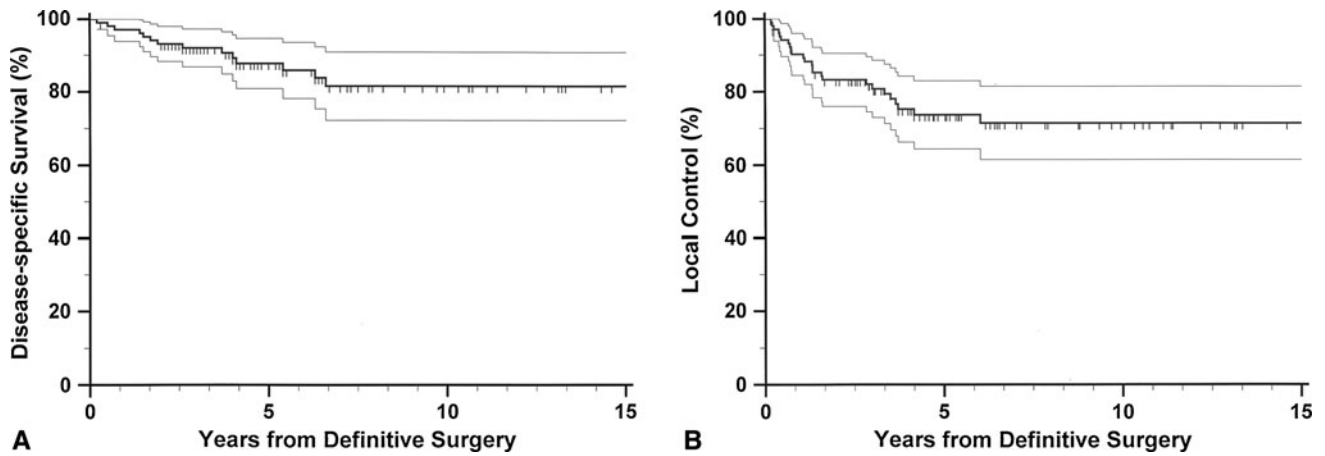 Disease-specific Survival (%)
100
80
60
40
20
0
0 5 10 15
Years from Definitive Surgery
A
Local Control (%)
100
80
60
40
20
0
0 5 10 15
Years from Definitive Surgery
B